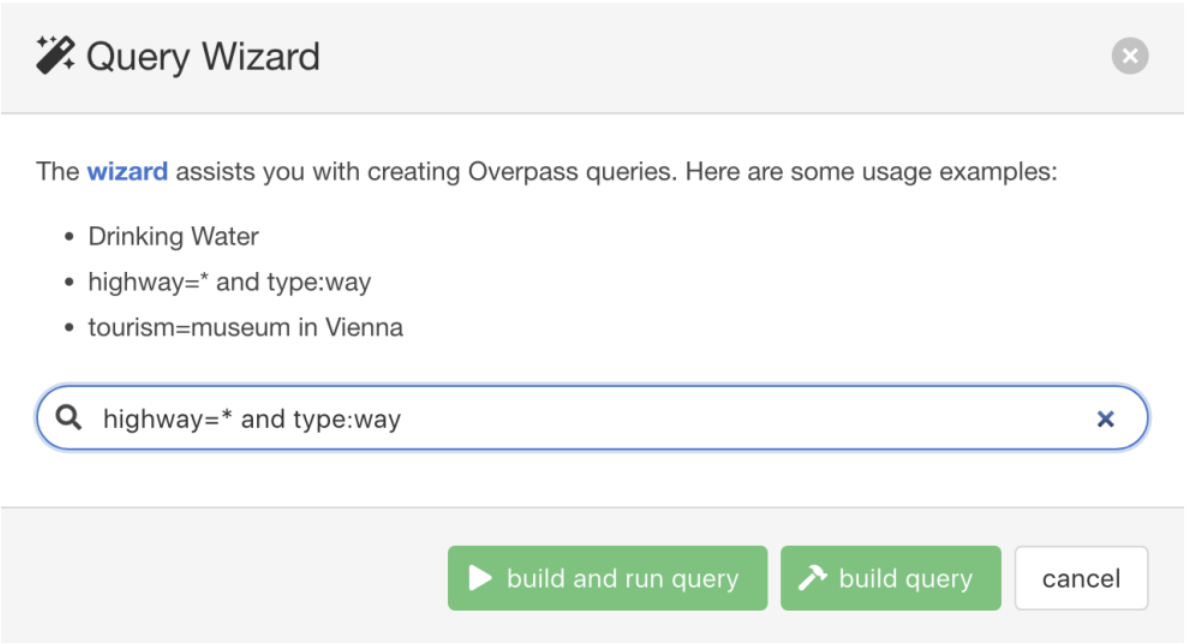 Query Wizard
The wizard assists you with creating Overpass queries. Here are some usage examples:
• Drinking Water
• highway=* and type:way
• tourism=museum in Vienna
highway=* and type:way
build and run query build query cancel